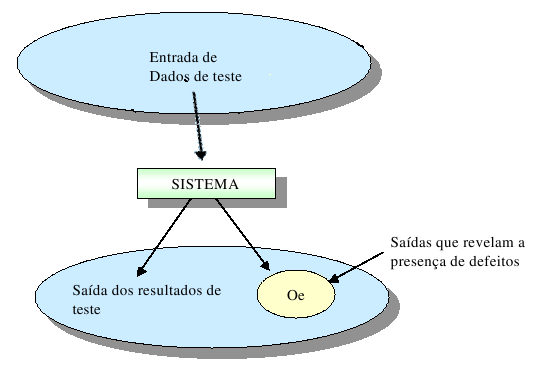 Entrada de
Dados de teste
SISTEMA
Saídas que revelam a
presença de defeitos
Saída dos resultados de
teste
Oe